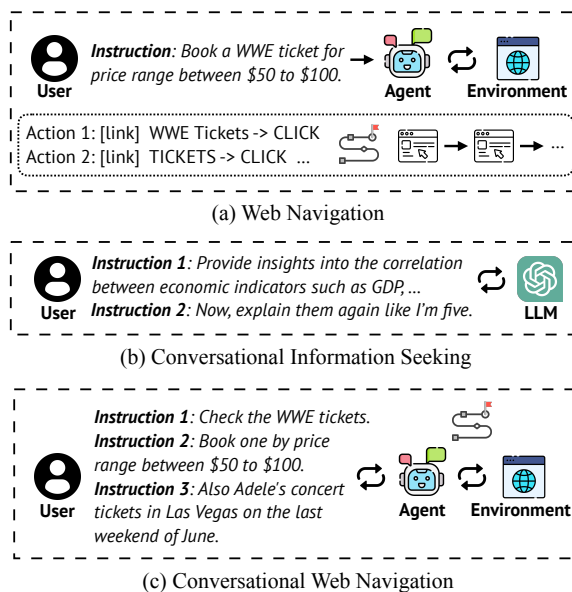 Instruction: Book a WWE ticket for
price range between $50 to $100.
User
Agent
Environment
Action 1: [link]  WWE Tickets -> CLICK
Action 2: [link]  TICKETS -> CLICK  ...
...
(a) Web Navigation
Instruction 1: Provide insights into the correlation
between economic indicators such as GDP, ...
Instruction 2: Now, explain them again like I'm five.
User
LLM
(b) Conversational Information Seeking
Instruction 1: Check the WWE tickets.
Instruction 2: Book one by price
range between $50 to $100.
Instruction 3: Also Adele's concert
tickets in Las Vegas on the last
weekend of June.
User
Agent
Environment
(c) Conversational Web Navigation